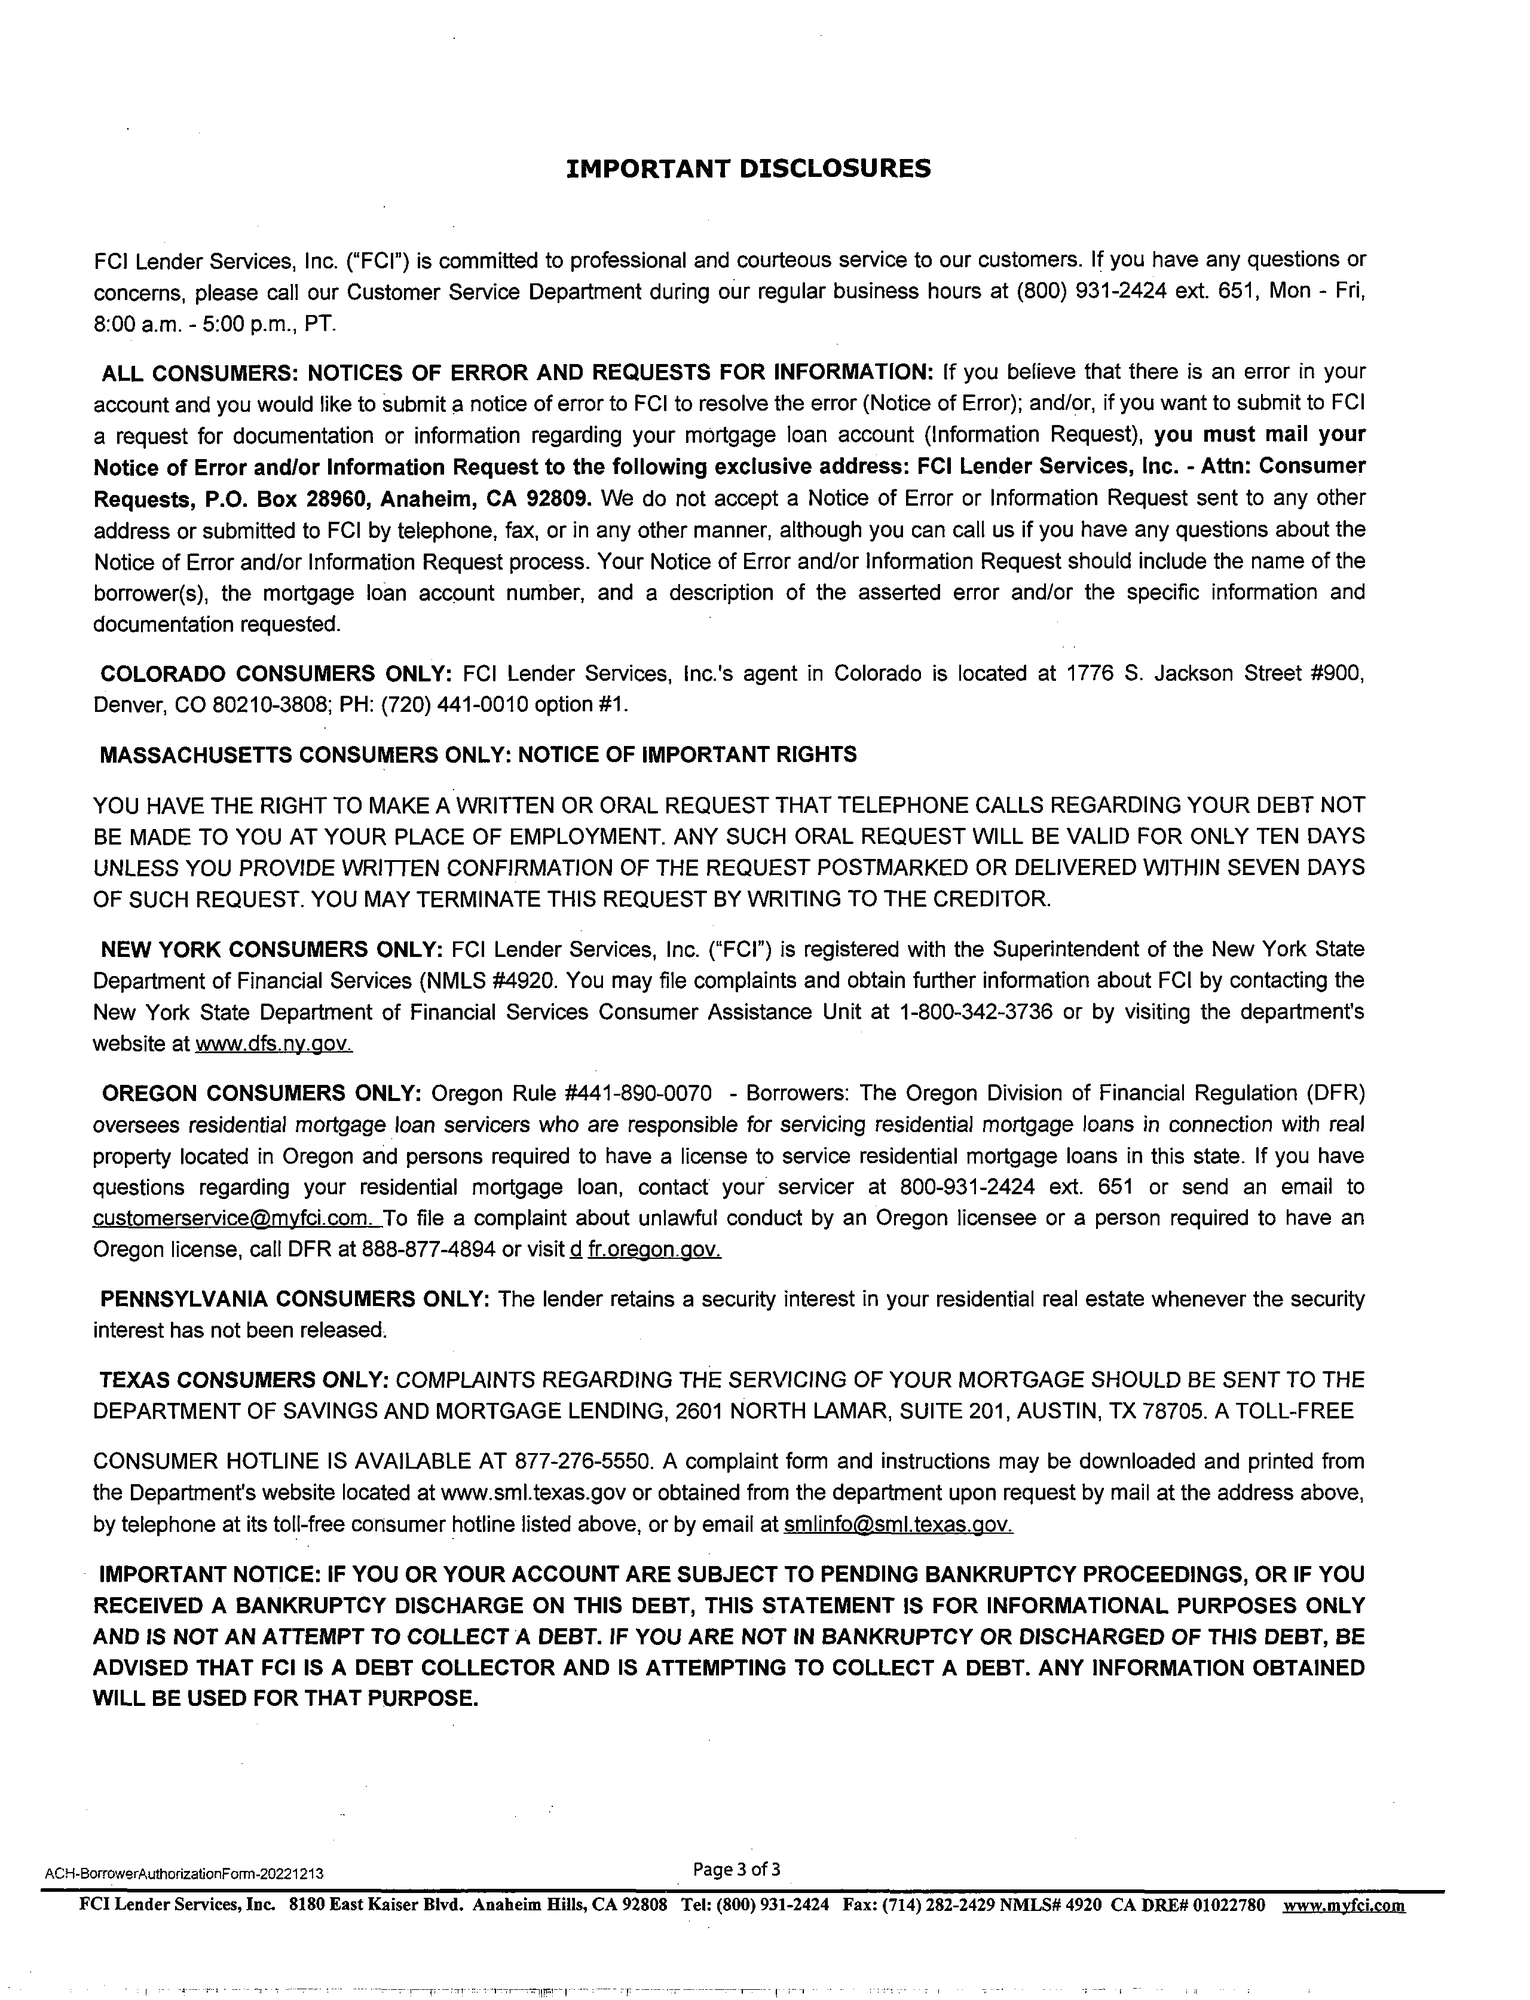 IMPORTANT DISCLOSURES
FCI Lender Services, Inc. (“FCI”) is committed to professional and courteous service to our customers. If you have any questions or
concerns, please call our Customer Service Department during our regular business hours at (800) 931-2424 ext. 651, Mon - Fri,
8:00 a.m. - 5:00 p.m., PT.
ALL CONSUMERS: NOTICES OF ERROR AND REQUESTS FOR INFORMATION: If you believe that there is an error in your
account and you would like to submit a notice of error to FCI to resolve the error (Notice of Error); and/or, if you want to submit to FCI
a request for documentation or information regarding your mortgage loan account (Information Request), you must mail your
Notice of Error and/or Information Request to the following exclusive address: FCI Lender Services, Inc. - Attn: Consumer
Requests, P.O. Box 28960, Anaheim, CA 92809. We do not accept a Notice of Error or Information Request sent to any other
address or submitted to FCI by telephone, fax, or in any other manner, although you can call us if you have any questions about the
Notice of Error and/or Information Request process. Your Notice of Error and/or Information Request should include the name of the
borrower(s), the mortgage loan account number, and a description of the asserted error and/or the specific information and
documentation requested.
COLORADO CONSUMERS ONLY: FCI Lender Services, Inc.'s agent in Colorado is located at 1776 S. Jackson Street #900,
Denver, CO 80210-3808; PH: (720) 441-0010 option #1.
MASSACHUSETTS CONSUMERS ONLY: NOTICE OF IMPORTANT RIGHTS
YOU HAVE THE RIGHT TO MAKE A WRITTEN OR ORAL REQUEST THAT TELEPHONE CALLS REGARDING YOUR DEBT NOT
BE MADE TO YOU AT YOUR PLACE OF EMPLOYMENT. ANY SUCH ORAL REQUEST WILL BE VALID FOR ONLY TEN DAYS
UNLESS YOU PROVIDE WRITTEN CONFIRMATION OF THE REQUEST POSTMARKED OR DELIVERED WITHIN SEVEN DAYS
OF SUCH REQUEST. YOU MAY TERMINATE THIS REQUEST BY WRITING TO THE CREDITOR.
NEW YORK CONSUMERS ONLY: FCI Lender Services, Inc. (“FCI”) is registered with the Superintendent of the New York State
Department of Financial Services (NMLS #4920. You may file complaints and obtain further information about FCI by contacting the
New York State Department of Financial Services Consumer Assistance Unit at 1-800-342-3736 or by visiting the department's
website at www.dfs.ny.gov.
OREGON CONSUMERS ONLY: Oregon Rule #441-890-0070 - Borrowers: The Oregon Division of Financial Regulation (DFR)
oversees residential mortgage loan servicers who are responsible for servicing residential mortgage loans in connection with real
property located in Oregon and persons required to have a license to service residential mortgage loans in this state. If you have
questions regarding your residential mortgage loan, contact your servicer at 800-931-2424 ext. 651 or send an email to
customerservice@myfci.com. To file a complaint about unlawful conduct by an Oregon licensee or a person required to have an
Oregon license, call DFR at 888-877-4894 or visit d fr.oregon.gov.
PENNSYLVANIA CONSUMERS ONLY: The lender retains a security interest in your residential real estate whenever the security
interest has not been released.
TEXAS CONSUMERS ONLY: COMPLAINTS REGARDING THE SERVICING OF YOUR MORTGAGE SHOULD BE SENT TO THE
DEPARTMENT OF SAVINGS AND MORTGAGE LENDING, 2601 NORTH LAMAR, SUITE 201, AUSTIN, TX 78705. A TOLL-FREE
CONSUMER HOTLINE IS AVAILABLE AT 877-276-5550. A complaint form and instructions may be downloaded and printed from
the Department's website located at www.sml.texas.gov or obtained from the department upon request by mail at the address above,
by telephone at its toll-free consumer hotline listed above, or by email at smlinfo@sml.texas.gov.
IMPORTANT NOTICE: IF YOU OR YOUR ACCOUNT ARE SUBJECT TO PENDING BANKRUPTCY PROCEEDINGS, OR IF YOU
RECEIVED A BANKRUPTCY DISCHARGE ON THIS DEBT, THIS STATEMENT IS FOR INFORMATIONAL PURPOSES ONLY
AND IS NOT AN ATTEMPT TO COLLECT A DEBT. IF YOU ARE NOT IN BANKRUPTCY OR DISCHARGED OF THIS DEBT, BE
ADVISED THAT FCI IS A DEBT COLLECTOR AND IS ATTEMPTING TO COLLECT A DEBT. ANY INFORMATION OBTAINED
WILL BE USED FOR THAT PURPOSE.
ACH-BorrowerAuthorizationForm-20221213
Page 3 of 3
FCI Lender Services, Inc. 8180 East Kaiser Blvd. Anaheim Hills, CA 92808 Tel: (800) 931-2424 Fax: (714) 282-2429 NMLS# 4920 CA DRE# 01022780 www.myfci.com